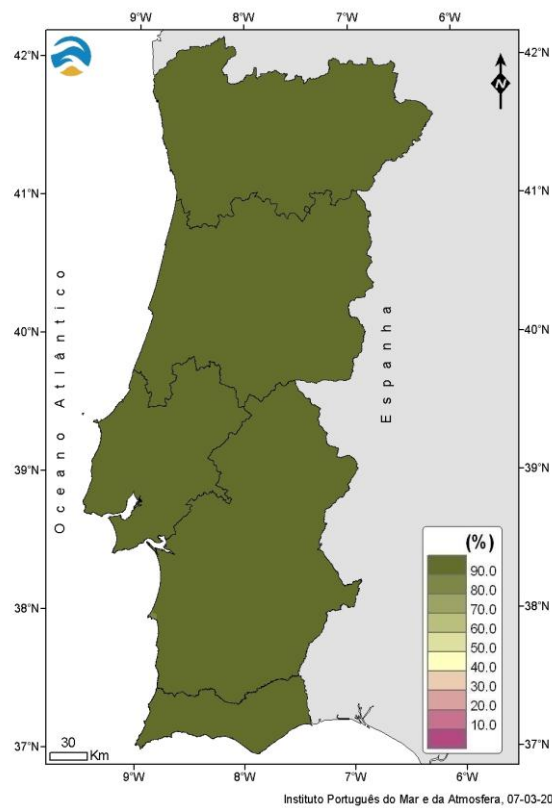 9°W 8°W 7°W 6°W
42°N 42°N
N
41°N 41°N
40°N 40°N
Oceano Atlântico
Espanha
39°N 39°N
(%)
90.0
80.0
70.0
60.0
50.0
40.0
30.0
20.0
10.0
38°N 38°N
37°N 37°N
30
Km
9°W 8°W 7°W 6°W
Instituto Português do Mar e da Atmosfera, 07-03-20